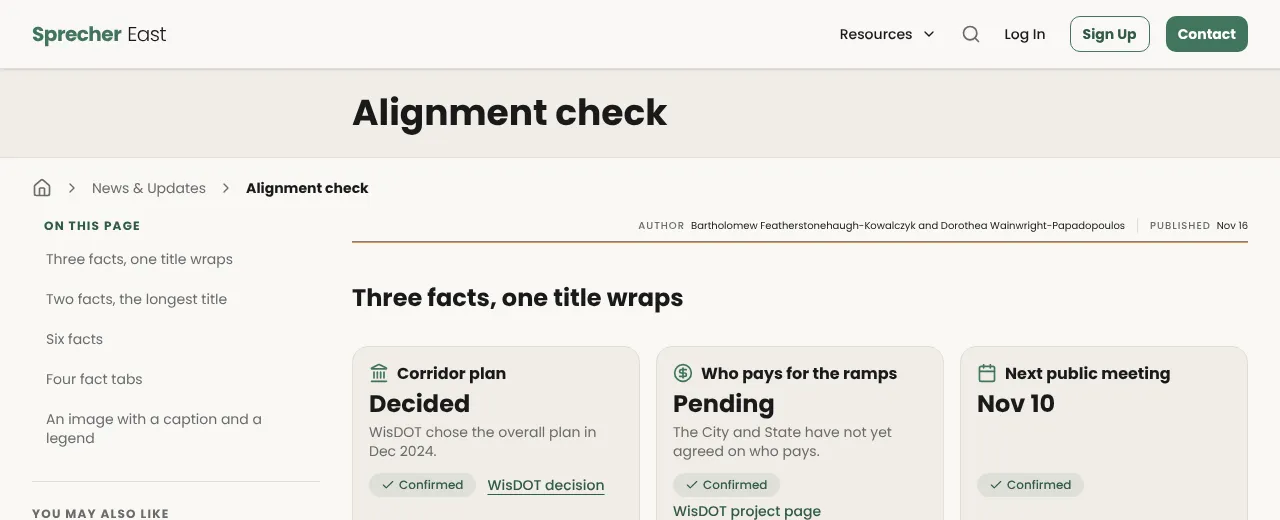 Sprecher East
Resources
Log In
Sign Up
Contact
Alignment check
News & Updates
Alignment check
ON THIS PAGE
Three facts, one title wraps
Two facts, the longest title
Six facts
Four fact tabs
An image with a caption and a
legend
YOU MAY ALSO LIKE
AUTHOR Bartholomew Featherstonehaugh-Kowalczyk and Dorothea Wainwright-Papadopoulos
PUBLISHED Nov 16
Three facts, one title wraps
Corridor plan
Decided
WisDOT chose the overall plan in
Dec 2024.
Confirmed
WisDOT decision
Who pays for the ramps
Pending
The City and State have not yet
agreed on who pays.
Confirmed
WisDOT project page
Next public meeting
Nov 10
Confirmed